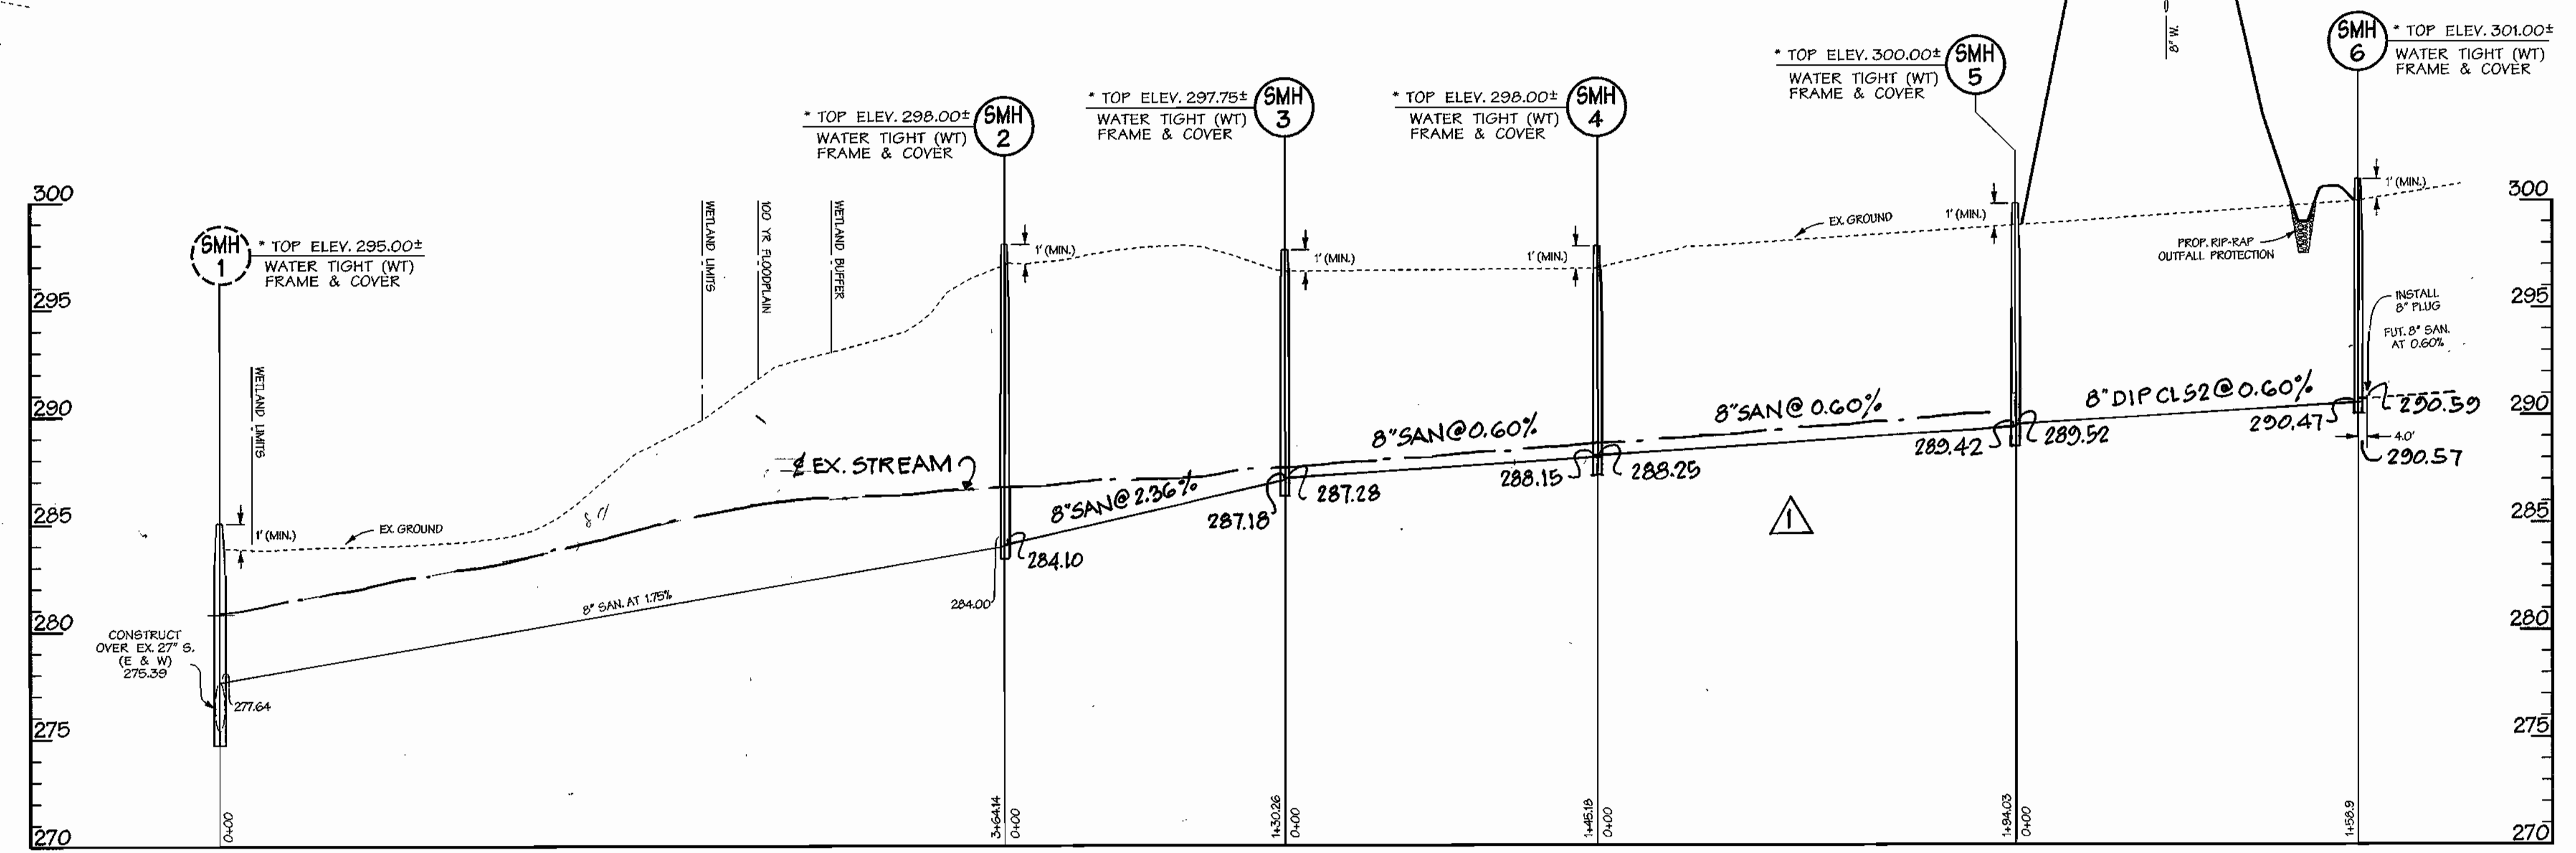 8" W.
SMH
6
* TOP ELEV. 301.00±
WATER TIGHT (WT)
FRAME & COVER
SMH
5
* TOP ELEV. 300.00±
WATER TIGHT (WT)
FRAME & COVER
SMH
4
* TOP ELEV. 298.00±
WATER TIGHT (WT)
FRAME & COVER
SMH
3
* TOP ELEV. 297.75±
WATER TIGHT (WT)
FRAME & COVER
SMH
2
* TOP ELEV. 298.00±
WATER TIGHT (WT)
FRAME & COVER
SMH
1
* TOP ELEV. 295.00±
WATER TIGHT (WT)
FRAME & COVER
300
295
290
285
280
275
270
WETLAND LIMITS
WETLAND LIMITS
100 YR FLOODPLAIN
WETLAND BUFFER
1' (MIN.)
EX. GROUND
1' (MIN.)
1' (MIN.)
1' (MIN.)
EX. GROUND
1' (MIN.)
1' (MIN.)
PROP. RIP-RAP
OUTFALL PROTECTION
INSTALL
8" PLUG
FUT. 8" SAN.
AT 0.60%
℄ EX. STREAM
8" SAN. AT 1.75%
8"SAN@2.36%
8"SAN@0.60%
8"SAN@0.60%
8"DIP CL52@0.60%
CONSTRUCT
OVER EX. 27" S.
(E & W)
275.39
277.64
284.00
284.10
287.18
287.28
288.15
288.25
289.42
289.52
290.47
290.59
4.0'
290.57
1
0+00
3+64.14
0+00
1+30.26
0+00
1+45.18
0+00
1+94.03
0+00
1+58.9
300
295
290
285
280
275
270